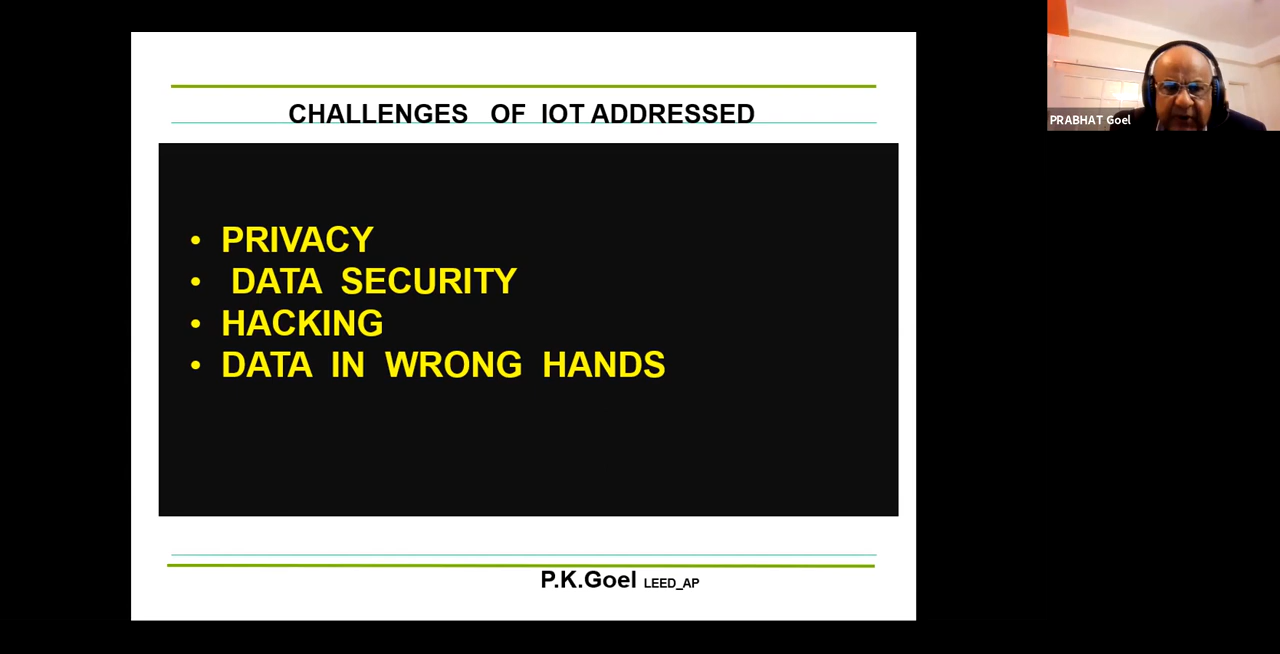 CHALLENGES OF IOT ADDRESSED
• PRIVACY
• DATA SECURITY
• HACKING
• DATA IN WRONG HANDS
P.K.Goel LEED_AP
PRABHAT Goel